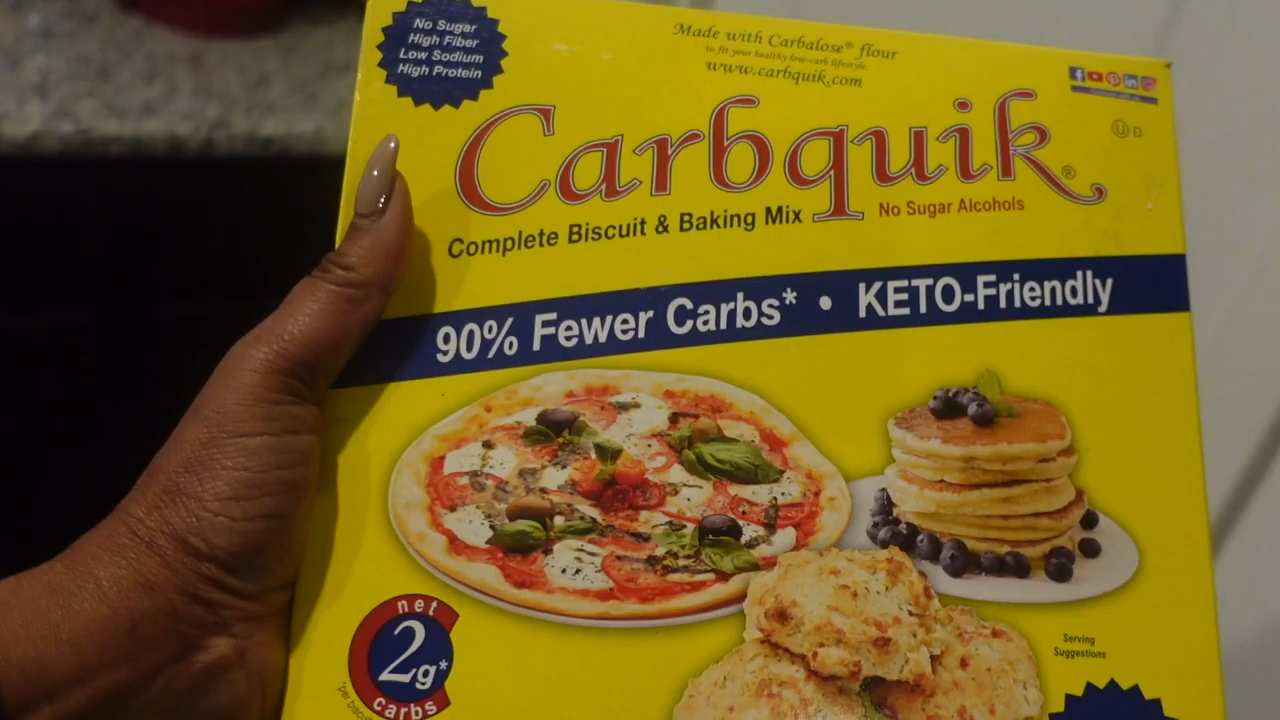 No Sugar
High Fiber
Low Sodium
High Protein
Made with Carbalose® flour
to fit your healthy low-carb lifestyle.
www.carbquik.com
U D
Carbquik®
Complete Biscuit & Baking Mix
No Sugar Alcohols
90% Fewer Carbs* • KETO-Friendly
net
2g*
carbs
*per biscuit
Serving
Suggestions